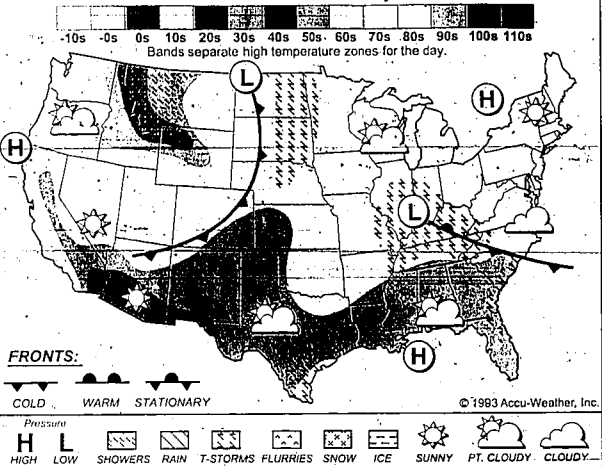 -10s -0s 0s 10s 20s 30s 40s 50s 60s 70s 80s 90s 100s 110s
Bands separate high temperature zones for the day.
L
H
H
L
H
FRONTS:
COLD WARM STATIONARY
© 1993 Accu-Weather, Inc.
Pressure
H L
HIGH LOW SHOWERS RAIN T-STORMS FLURRIES SNOW ICE SUNNY PT. CLOUDY CLOUDY